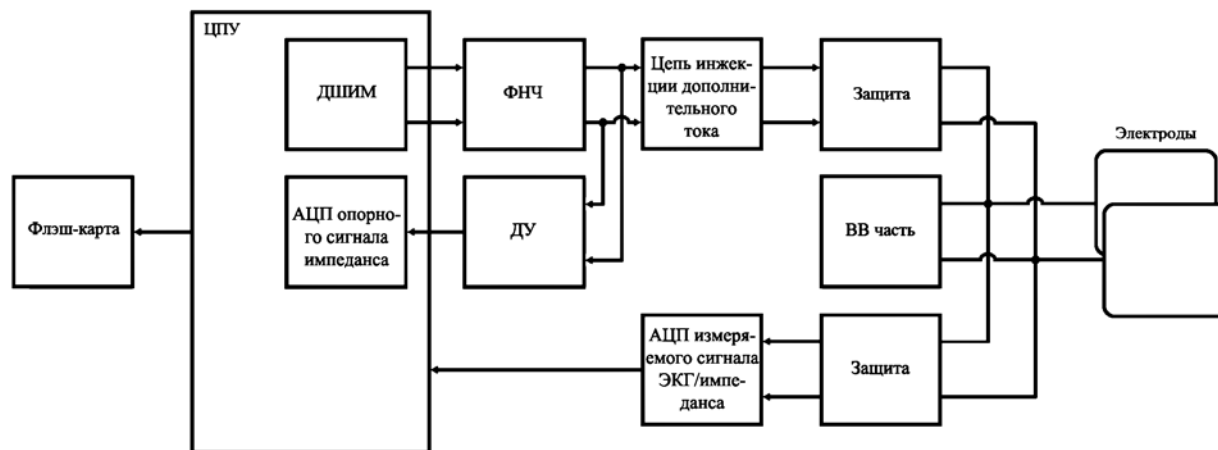 ЦПУ
ДШИМ
ФНЧ
Цепь инжек-
ции дополни-
тельного
тока
Защита
Электроды
Флэш-карта
АЦП опорно-
го сигнала
импеданса
ДУ
ВВ часть
АЦП измеря-
емого сигнала
ЭКГ/импе-
данса
Защита